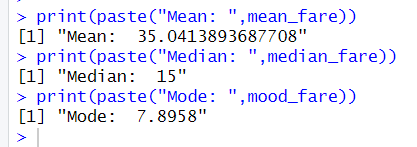 > print(paste("Mean: ",mean_fare))
[1] "Mean:  35.0413893687708"
> print(paste("Median: ",median_fare))
[1] "Median:  15"
> print(paste("Mode: ",mood_fare))
[1] "Mode:  7.8958"
>